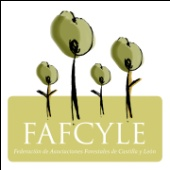 FAFCYLE
Federación de Asociaciones Forestales de Castilla y León